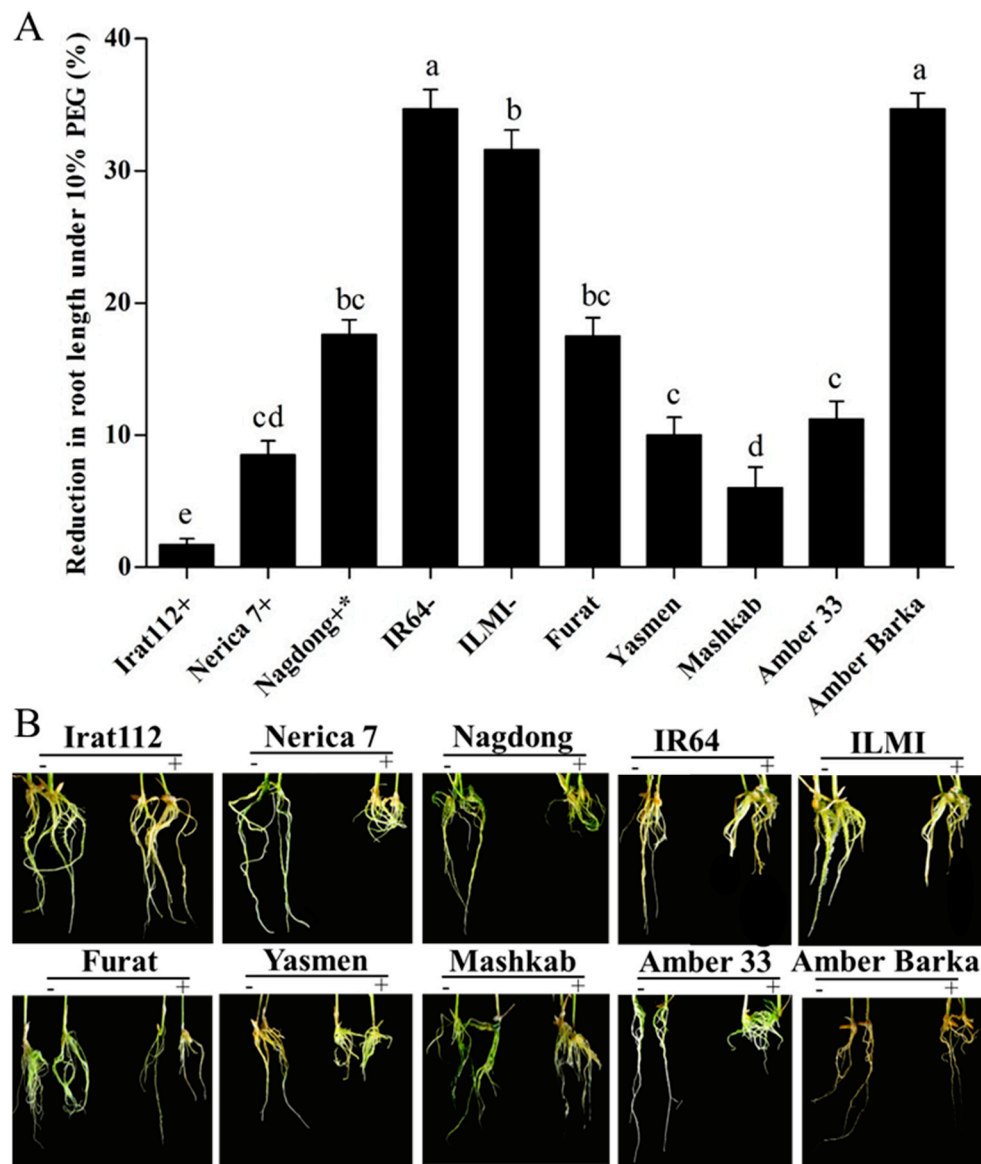 A
Reduction in root length under 10% PEG (%)
40
30
20
10
0
e
cd
bc
a
b
bc
c
d
c
a
Irat112+
Nerica 7+
Nagdong+*
IR64-
ILMI-
Furat
Yasmen
Mashkab
Amber 33
Amber Barka
B
Irat112 Nerica 7 Nagdong IR64 ILMI
- + - + - + - + - +
Furat Yasmen Mashkab Amber 33 Amber Barka
- + - + - + - + - +